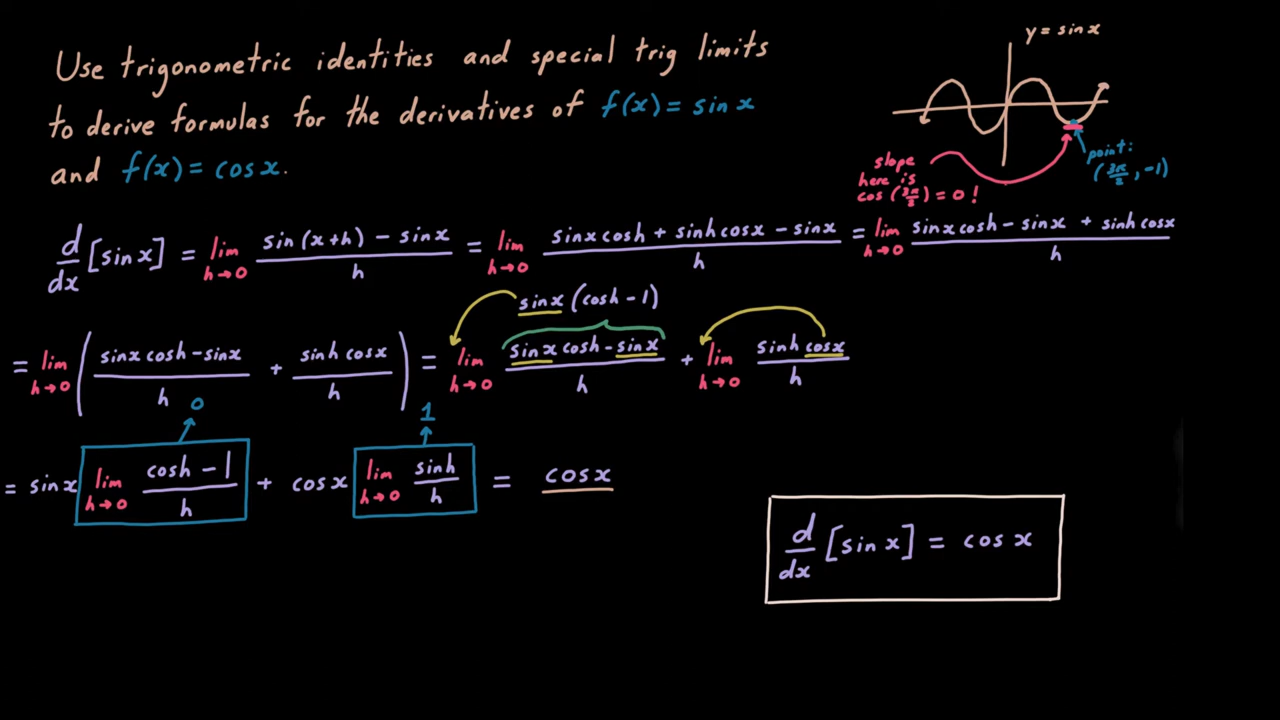 Use trigonometric identities and special trig limits
to derive formulas for the derivatives of f(x) = sin x
and f(x) = cos x.
y = sin x
slope
here is
cos (3π/2) = 0!
point:
(3π/2, -1)
d/dx [sin x] = lim h→0 (sin (x+h) - sin x)/h = lim h→0 (sin x cos h + sin h cos x - sin x)/h = lim h→0 (sin x cos h - sin x + sin h cos x)/h
sin x (cos h - 1)
= lim h→0 ((sin x cos h - sin x)/h + (sin h cos x)/h) = lim h→0 (sin x cos h - sin x)/h + lim h→0 (sin h cos x)/h
0 1
= sin x lim h→0 (cos h - 1)/h + cos x lim h→0 (sin h)/h = cos x
d/dx [sin x] = cos x